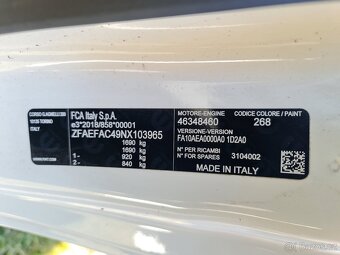 CORSO G.AGNELLI 200
10135 TORINO
ITALY
FCA Italy S.p.A.
e3*2018/858*00001
ZFAEFAC49NX103965
1690 kg
1690 kg
1- 920 kg
2- 840 kg
MOTORE-ENGINE
46348460
VERSIONE-VERSION
FA10AEA0000A0 1D2A0
N° PER RICAMBI
N° FOR SPARES 3104002
MADE IN ITALY
CODICE COLORE / PAINT
268